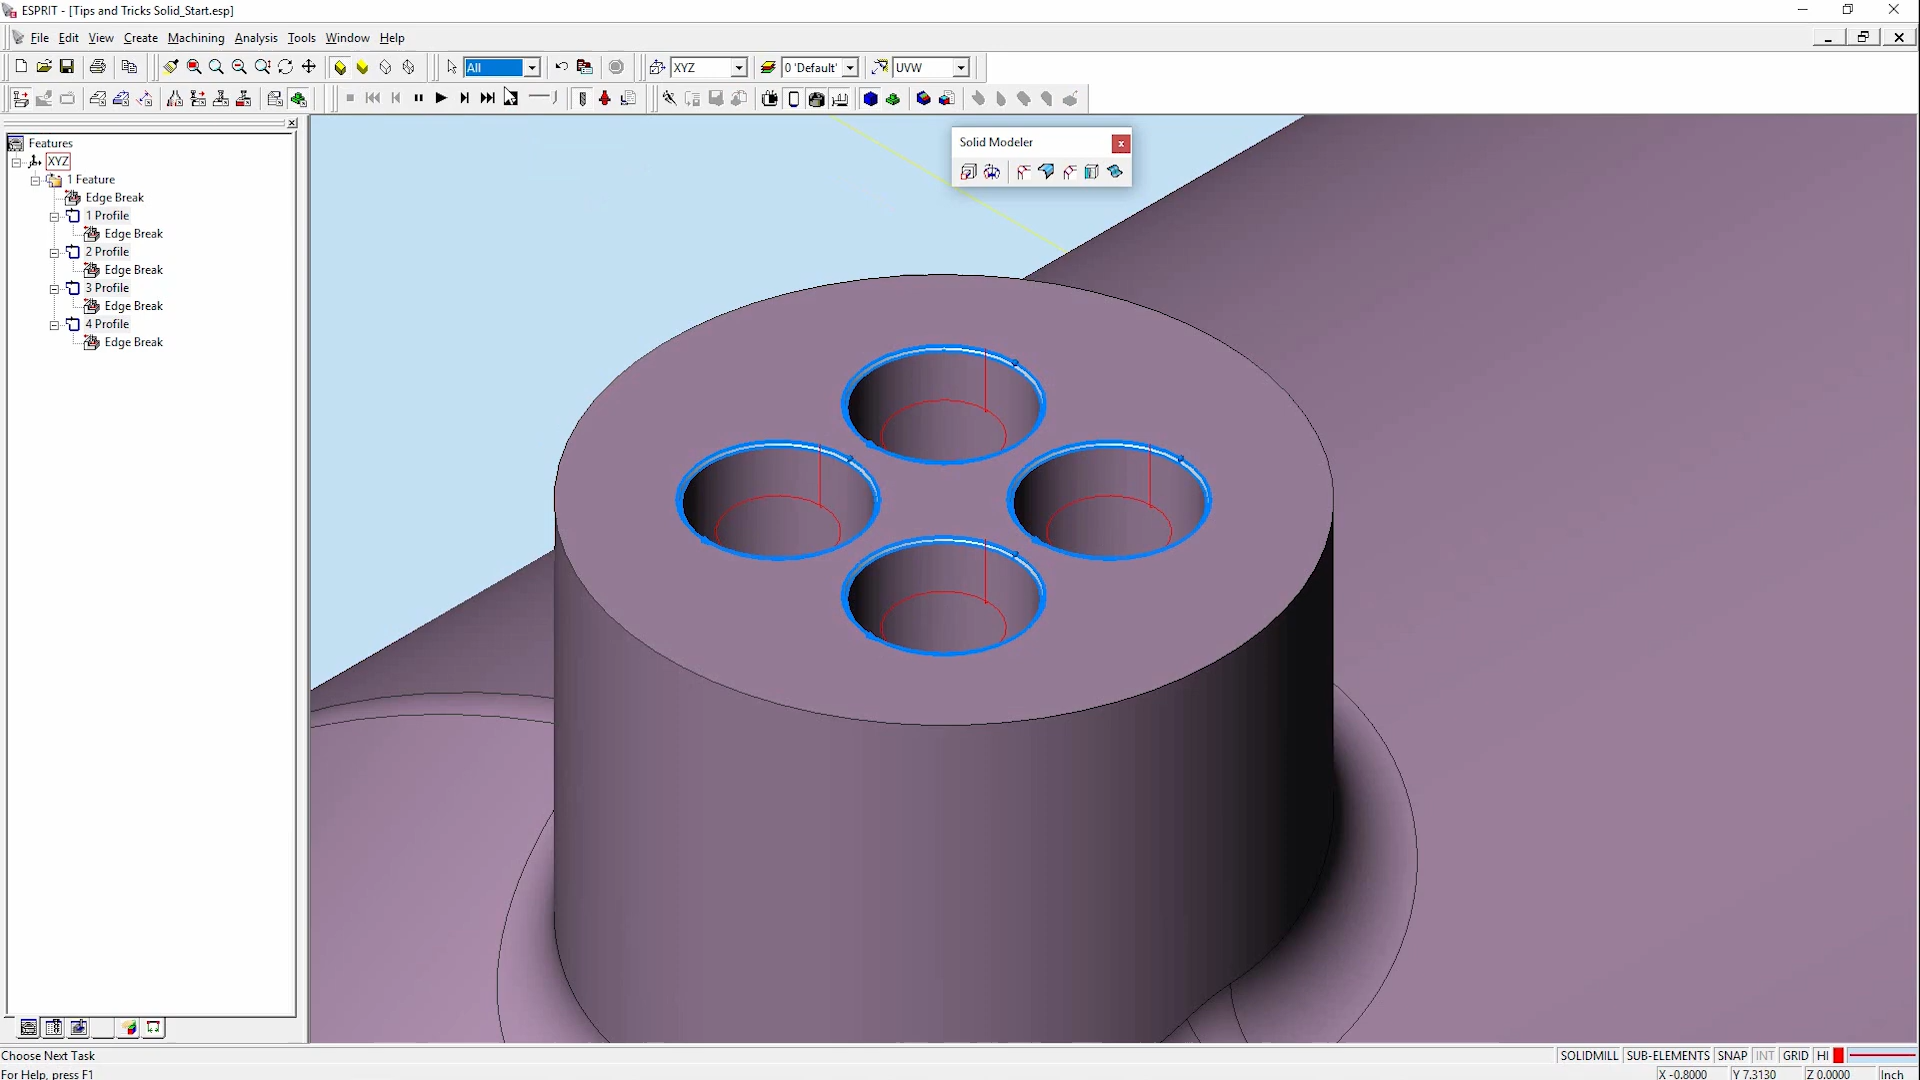 ESPRIT - [Tips and Tricks Solid_Start.esp]
File Edit View Create Machining Analysis Tools Window Help
All XYZ 0 'Default' UVW
Solid Modeler
Features
XYZ
1 Feature
Edge Break
1 Profile
Edge Break
2 Profile
Edge Break
3 Profile
Edge Break
4 Profile
Edge Break
Choose Next Task SOLIDMILL SUB-ELEMENTS SNAP INT GRID HI
For Help, press F1 X -0.8000 Y 7.3130 Z 0.0000 Inch